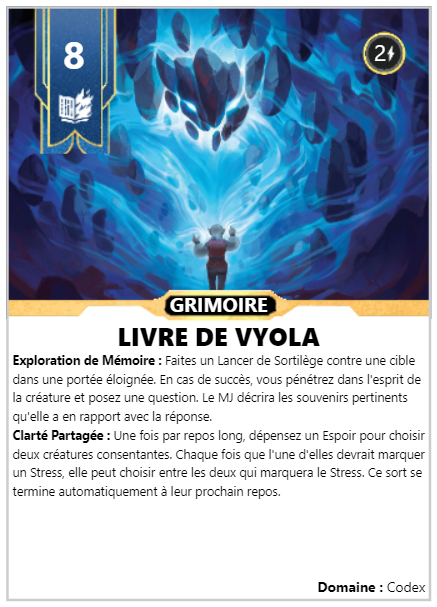 8
2
GRIMOIRE
LIVRE DE VYOLA
Exploration de Mémoire : Faites un Lancer de Sortilège contre une cible
dans une portée éloignée. En cas de succès, vous pénétrez dans l'esprit de
la créature et posez une question. Le MJ décrira les souvenirs pertinents
qu'elle a en rapport avec la réponse.
Clarté Partagée : Une fois par repos long, dépensez un Espoir pour choisir
deux créatures consentantes. Chaque fois que l'une d'elles devrait marquer
un Stress, elle peut choisir entre les deux qui marquera le Stress. Ce sort se
termine automatiquement à leur prochain repos.
Domaine : Codex